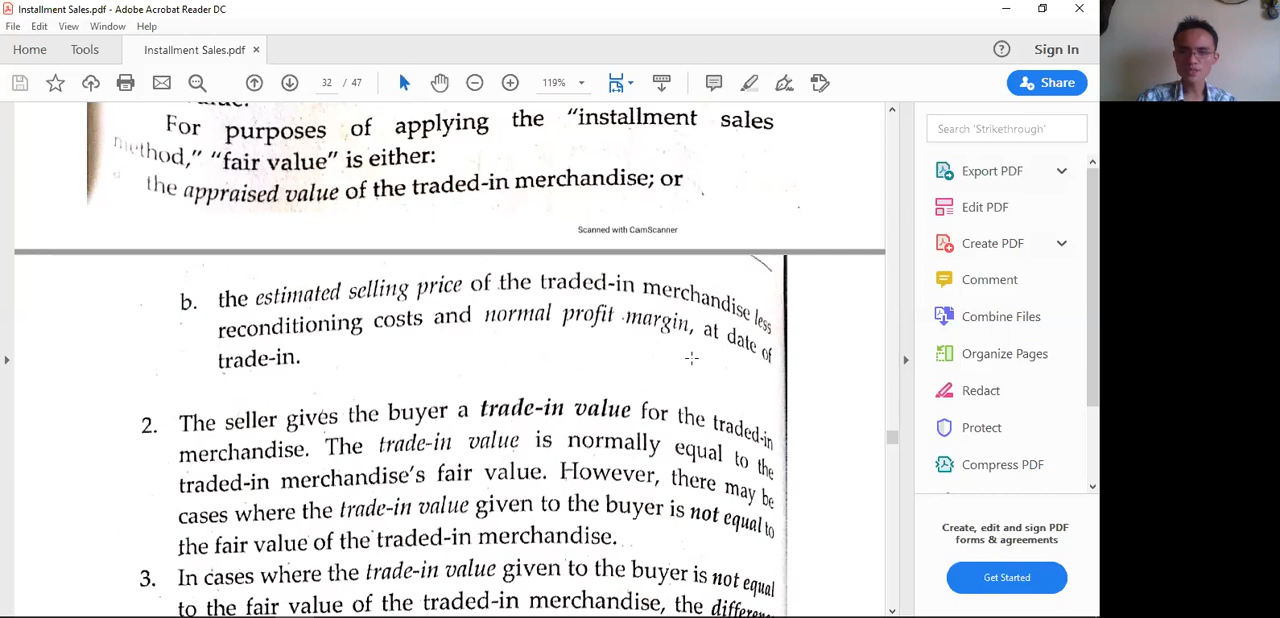 Installment Sales.pdf - Adobe Acrobat Reader DC
File Edit View Window Help
Home Tools Installment Sales.pdf × Sign In
32 / 47 119% Share
For purposes of applying the “installment sales
method,” “fair value” is either:
the appraised value of the traded-in merchandise; or
Scanned with CamScanner
b. the estimated selling price of the traded-in merchandise less
reconditioning costs and normal profit margin, at date of
trade-in.
2. The seller gives the buyer a trade-in value for the traded-in
merchandise. The trade-in value is normally equal to the
traded-in merchandise’s fair value. However, there may be
cases where the trade-in value given to the buyer is not equal to
the fair value of the traded-in merchandise.
3. In cases where the trade-in value given to the buyer is not equal
to the fair value of the traded-in merchandise, the
Search 'Strikethrough'
Export PDF
Edit PDF
Create PDF
Comment
Combine Files
Organize Pages
Redact
Protect
Compress PDF
Create, edit and sign PDF
forms & agreements
Get Started